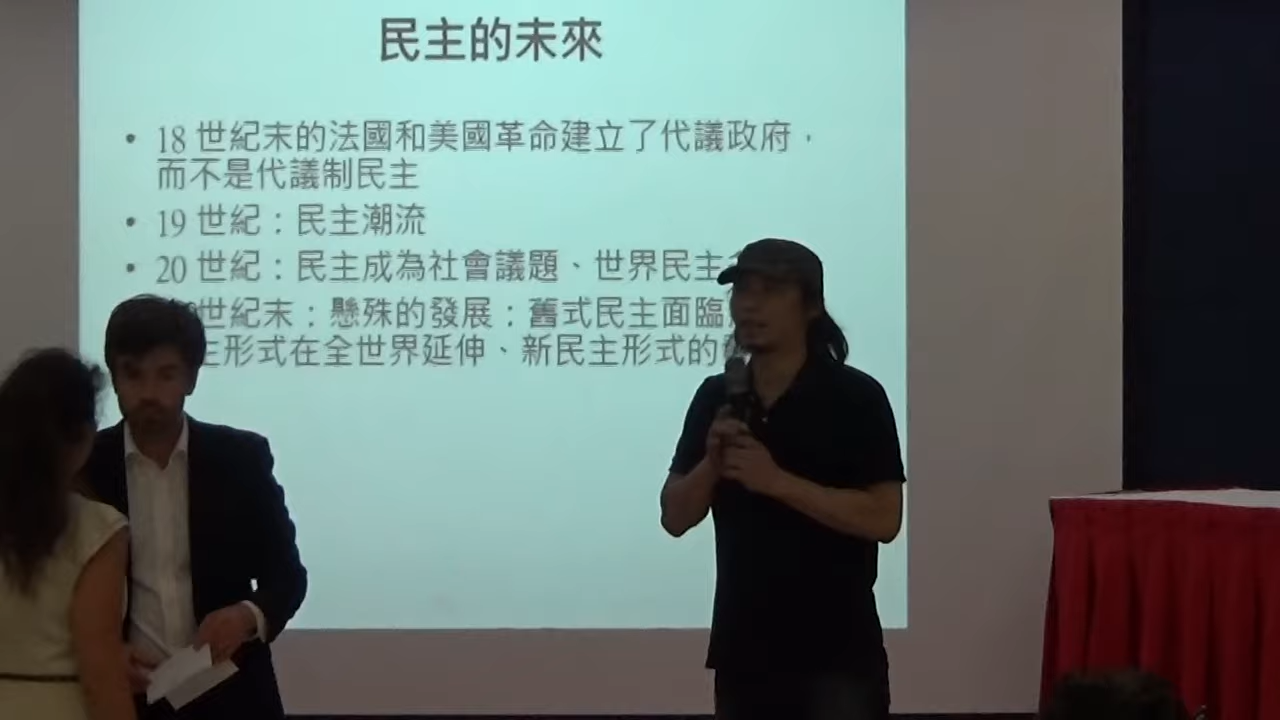 民主的未來
• 18 世紀末的法國和美國革命建立了代議政府，
而不是代議制民主
• 19 世紀：民主潮流
• 20 世紀：民主成為社會議題、世界民主
世紀末：懸殊的發展：舊式民主面臨
主形式在全世界延伸、新民主形式的